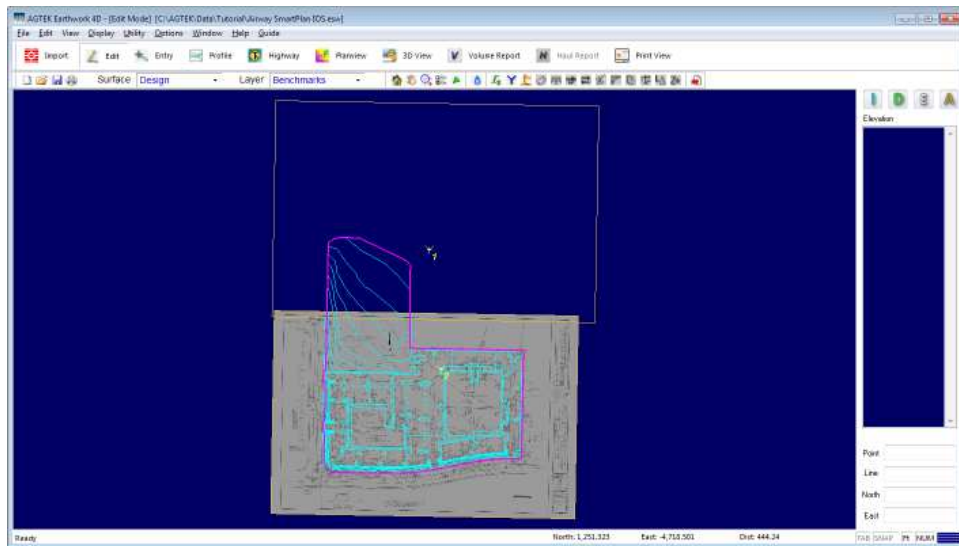 AGTEK Earthwork 4D - [Edit Mode] [C:\AGTEK\Data\Tutorial\Airway SmartPlan IOS.esw]
File Edit View Display Utility Options Window Help Guide
Import Edit Entry Profile Highway Planview 3D View Volume Report Haul Report Print View
Surface Design Layer Benchmarks
I D S A
Elevation
Point
Line
North
East
Ready North: 1,251.323 East: -4,718.501 Dist: 444.24 TAB SNAP Pt NUM